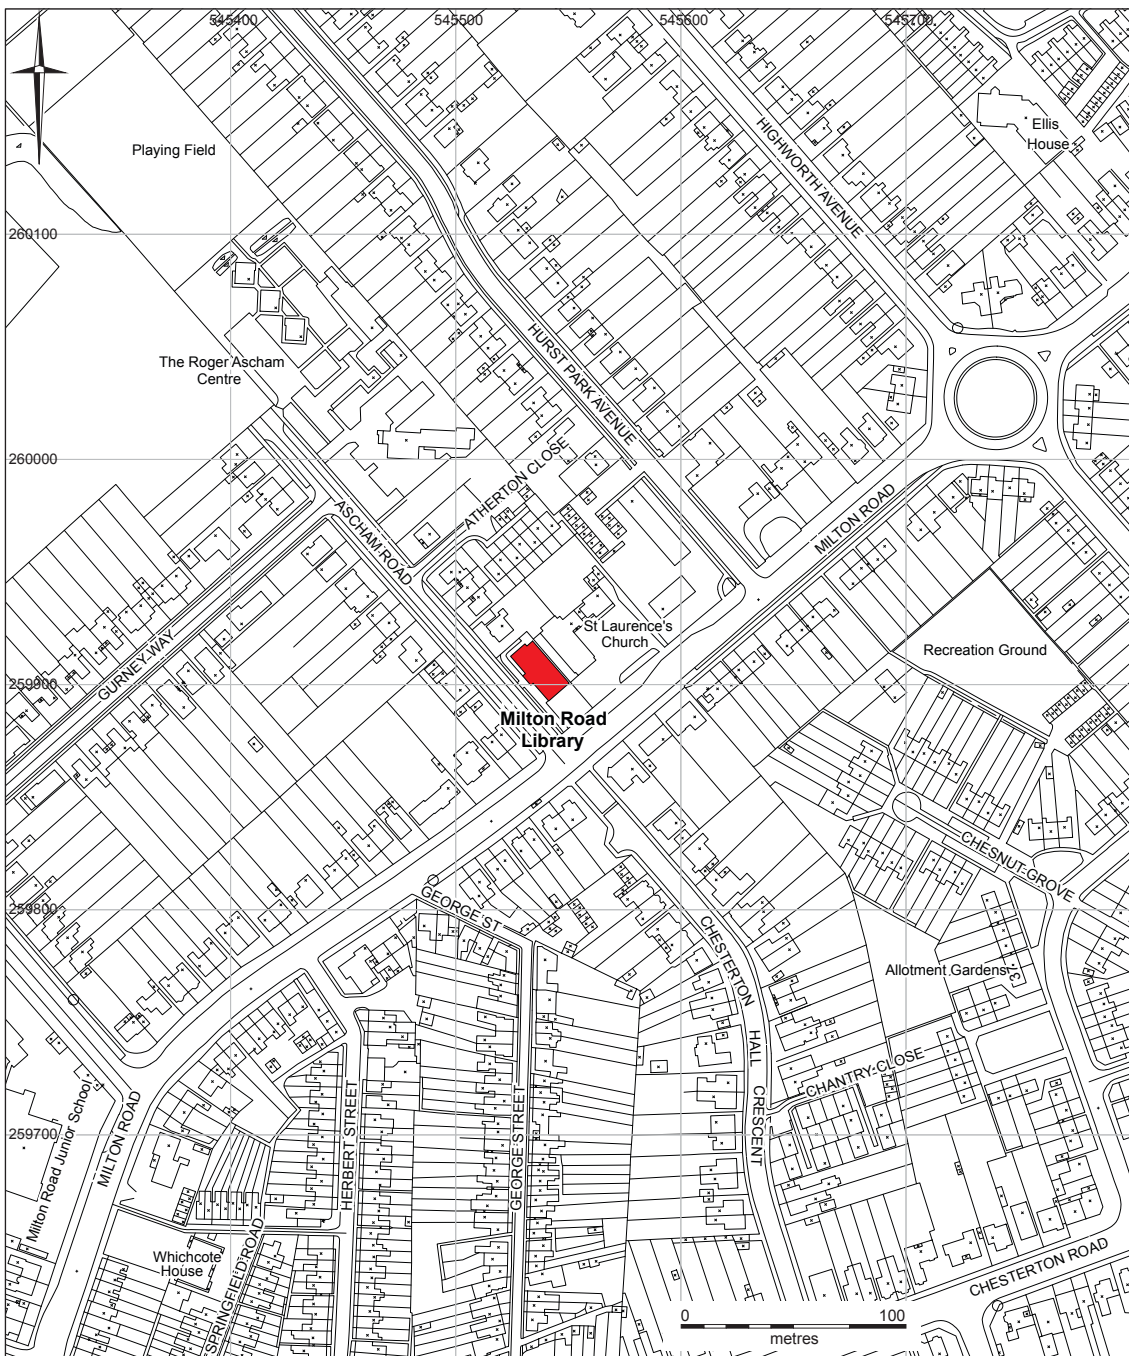 545400
545500
545600
545700
HIGHWORTH AVENUE
Ellis
House
Playing Field
260100
HURST PARK AVENUE
The Roger Ascham
Centre
260000
ATHERTON CLOSE
ASCHAM ROAD
MILTON ROAD
St Laurence's
Church
Recreation Ground
GURNEY WAY
259900
Milton Road
Library
CHESNUT GROVE
GEORGE ST
259800
CHESTERTON HALL CRESCENT
Allotment Gardens
37
CHANTRY CLOSE
Milton Road Junior School
MILTON ROAD
HERBERT STREET
GEORGE STREET
259700
Whichcote
House
SPRINGFIELD ROAD
CHESTERTON ROAD
0 100
metres